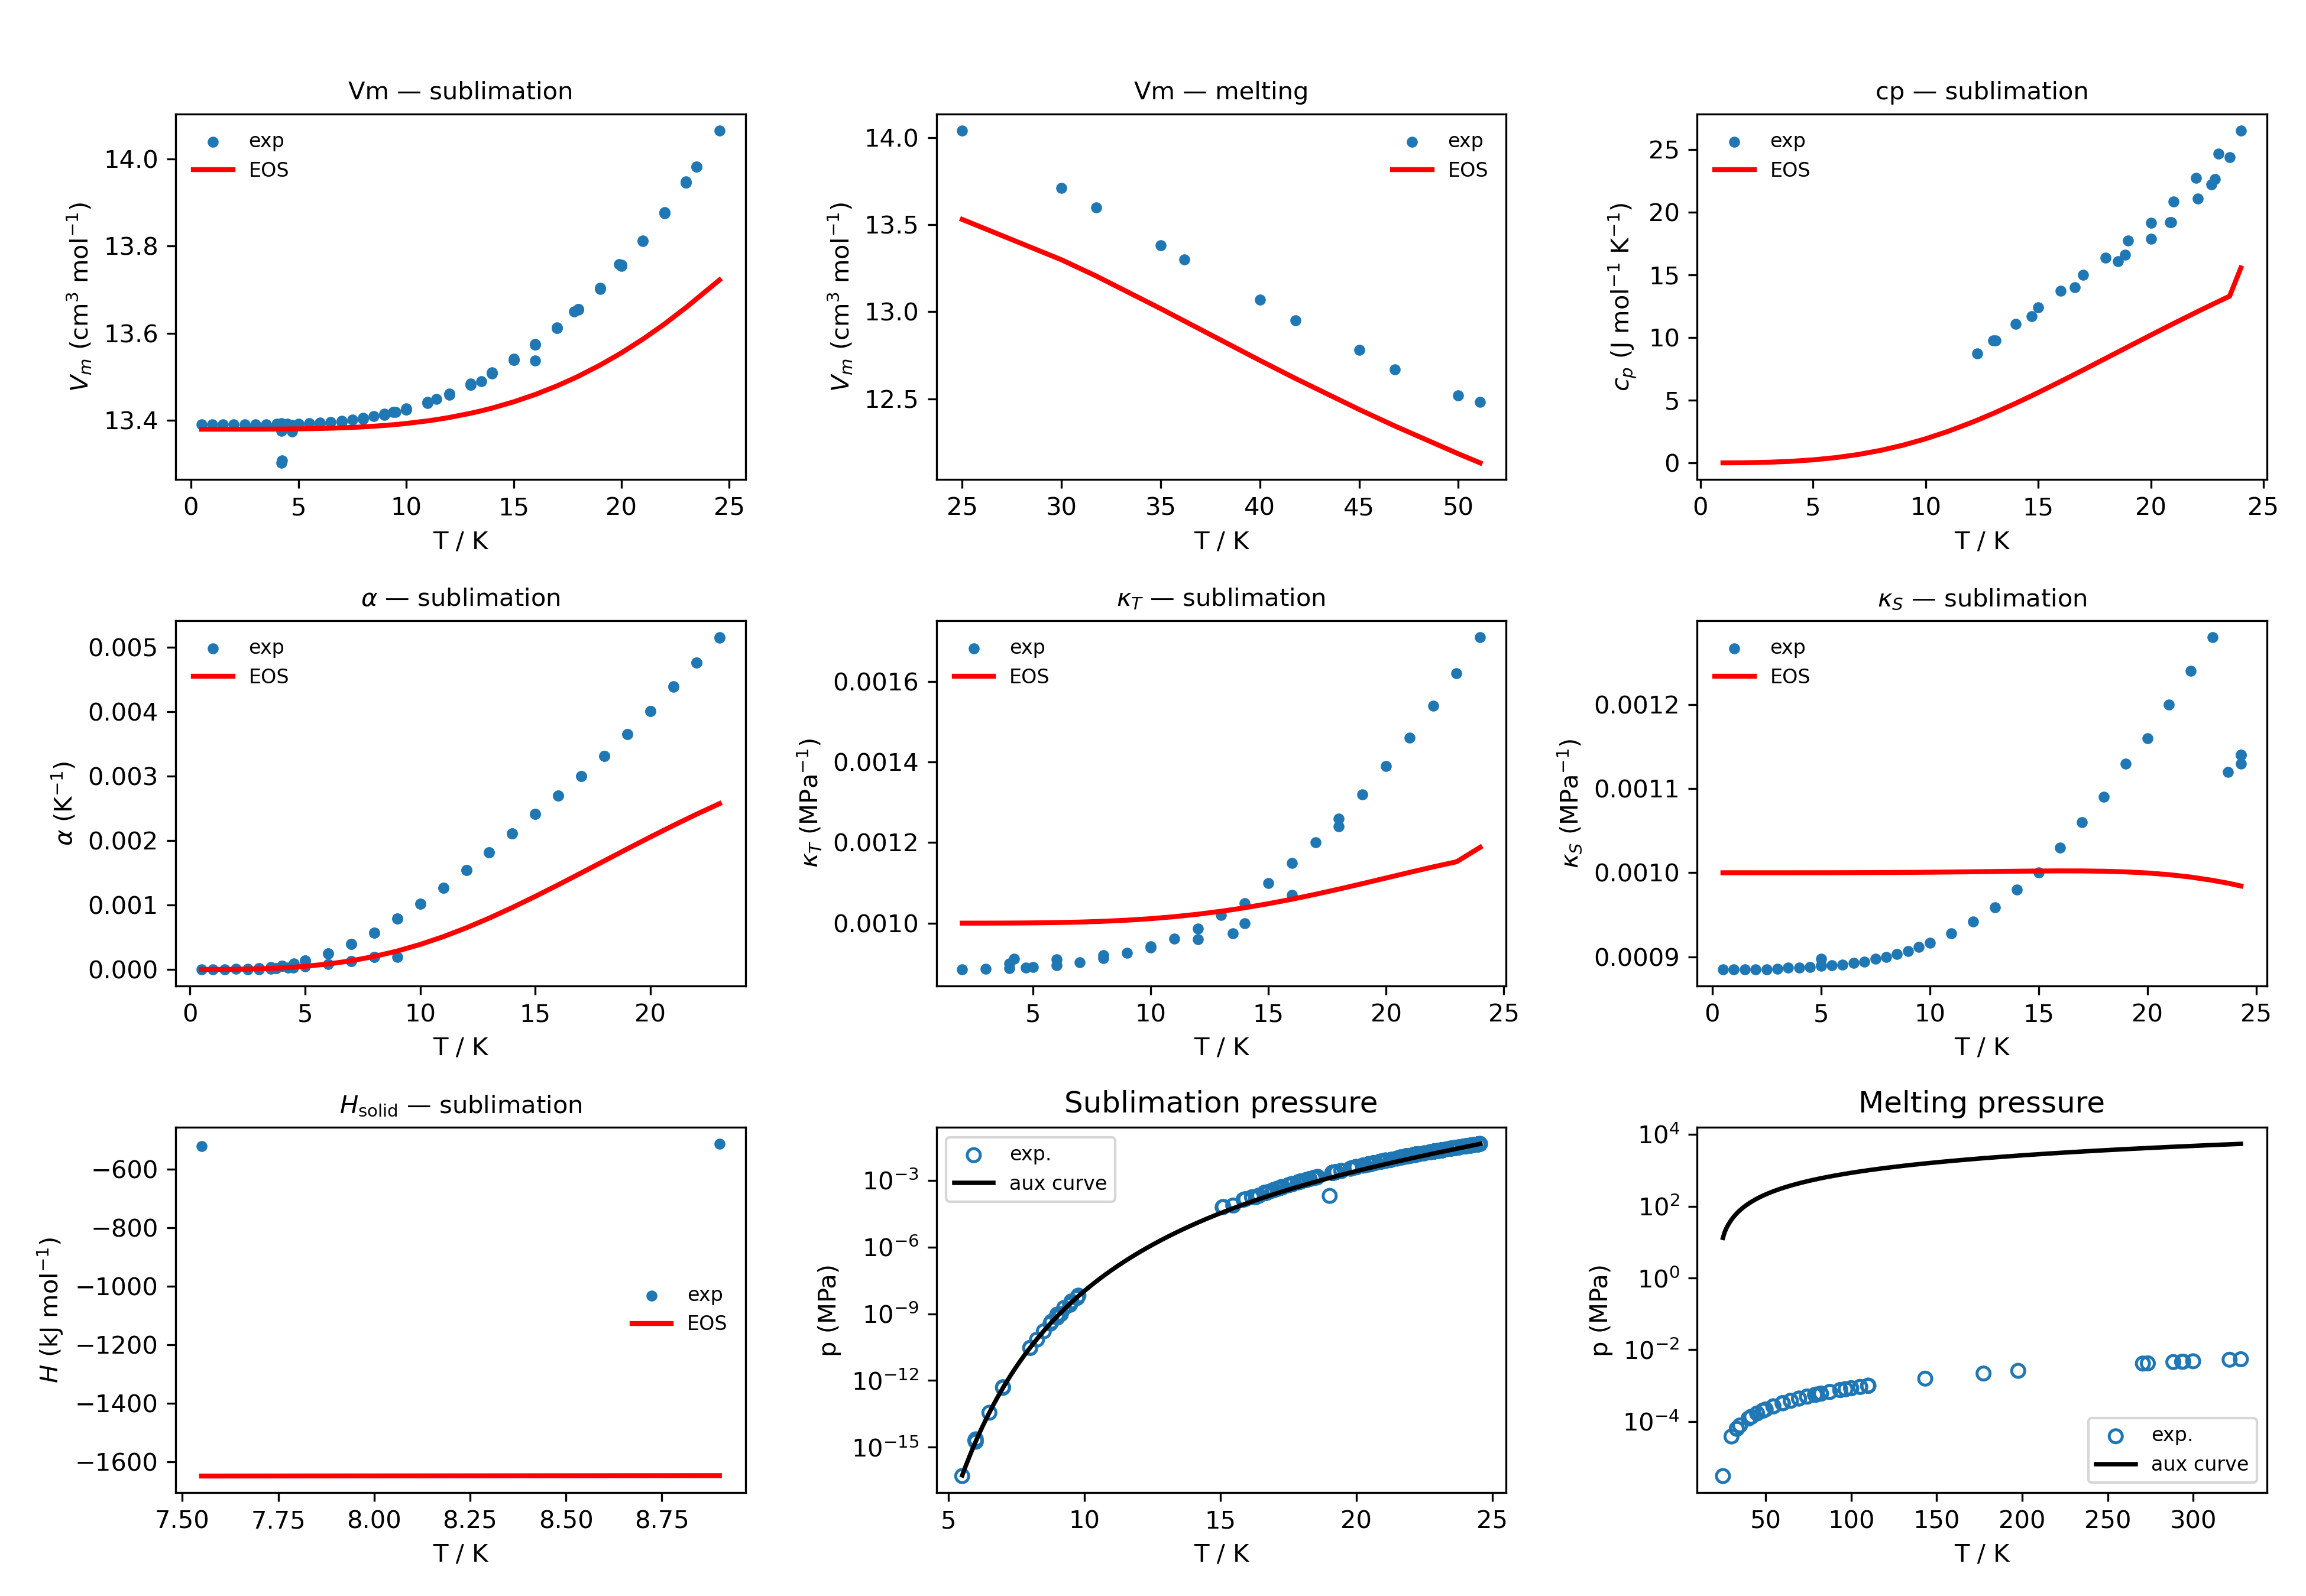 Vm — sublimation
exp
EOS
14.0
13.8
13.6
13.4
V_m (cm³ mol⁻¹)
0 5 10 15 20 25
T / K
Vm — melting
exp
EOS
14.0
13.5
13.0
12.5
V_m (cm³ mol⁻¹)
25 30 35 40 45 50
T / K
cp — sublimation
exp
EOS
25
20
15
10
5
0
c_p (J mol⁻¹ K⁻¹)
0 5 10 15 20 25
T / K
α — sublimation
exp
EOS
0.005
0.004
0.003
0.002
0.001
0.000
α (K⁻¹)
0 5 10 15 20
T / K
κ_T — sublimation
exp
EOS
0.0016
0.0014
0.0012
0.0010
κ_T (MPa⁻¹)
5 10 15 20 25
T / K
κ_S — sublimation
exp
EOS
0.0012
0.0011
0.0010
0.0009
κ_S (MPa⁻¹)
0 5 10 15 20 25
T / K
H_solid — sublimation
exp
EOS
−600
−800
−1000
−1200
−1400
−1600
H (kJ mol⁻¹)
7.50 7.75 8.00 8.25 8.50 8.75
T / K
Sublimation pressure
exp.
aux curve
10⁻³
10⁻⁶
10⁻⁹
10⁻¹²
10⁻¹⁵
p (MPa)
5 10 15 20 25
T / K
Melting pressure
10⁴
10²
10⁰
10⁻²
10⁻⁴
p (MPa)
exp.
aux curve
50 100 150 200 250 300
T / K